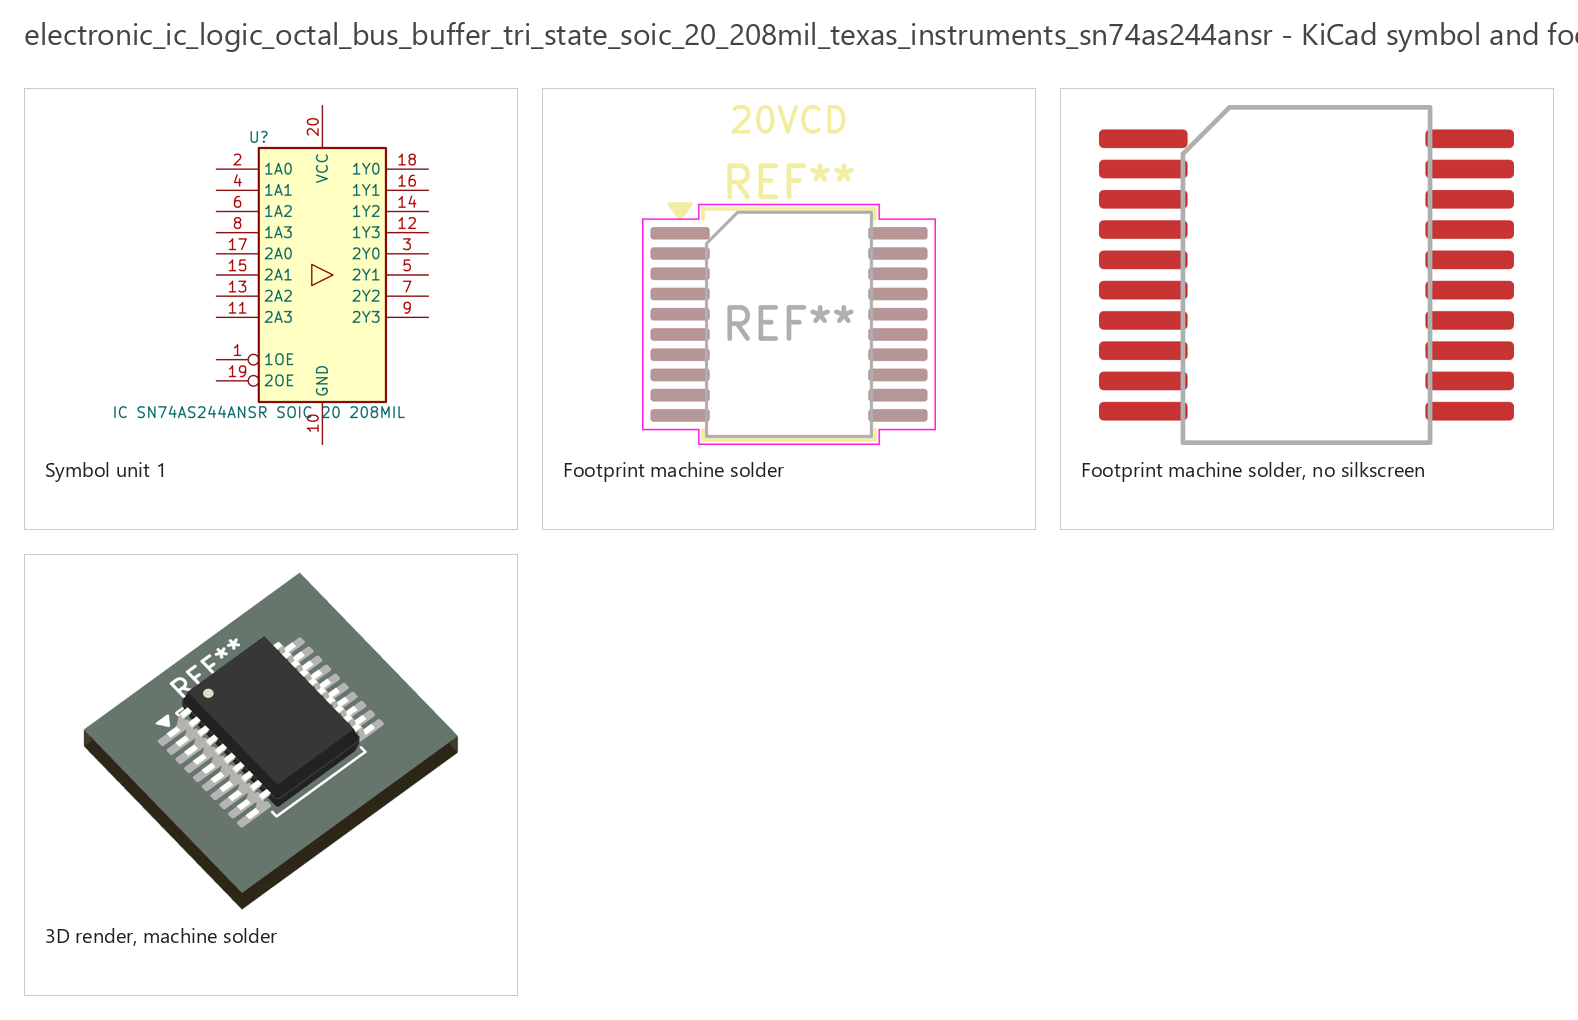 electronic_ic_logic_octal_bus_buffer_tri_state_soic_20_208mil_texas_instruments_sn74as244ansr - KiCad symbol and foo
U?
20
VCC
2 1A0 1Y0 18
4 1A1 1Y1 16
6 1A2 1Y2 14
8 1A3 1Y3 12
17 2A0 2Y0 3
15 2A1 2Y1 5
13 2A2 2Y2 7
11 2A3 2Y3 9
1 1OE
19 2OE
GND
IC SN74AS244ANSR SOIC 20 208MIL
10
Symbol unit 1
20VCD
REF**
REF**
Footprint machine solder
Footprint machine solder, no silkscreen
REF**
3D render, machine solder